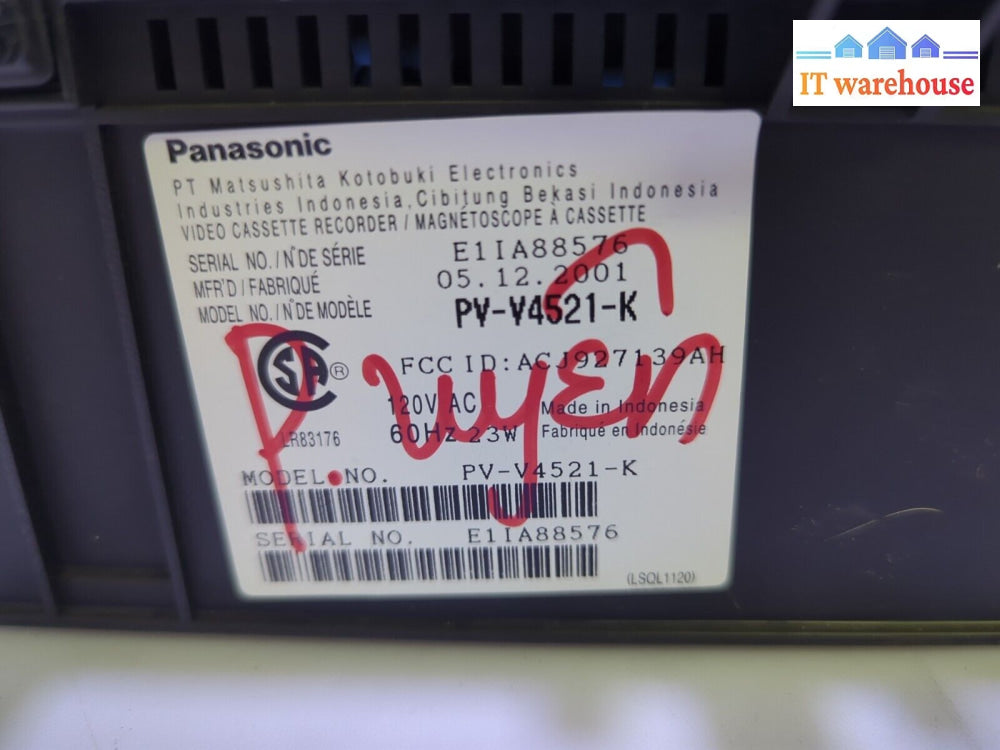 IT warehouse
Panasonic
PT Matsushita Kotobuki Electronics
Industries Indonesia, Cibitung Bekasi Indonesia
VIDEO CASSETTE RECORDER / MAGNÉTOSCOPE À CASSETTE
SERIAL NO. / N° DE SÉRIE E1IA88576
MFR'D / FABRIQUÉ 05.12.2001
MODEL NO. / N° DE MODÈLE PV-V4521-K
SA ®
FCC ID: ACJ927139AH
120V AC Made in Indonesia
LR83176 60Hz 23W Fabriqué en Indonésie
P. uyên
MODEL NO. PV-V4521-K
SERIAL NO. E1IA88576
(LSQL1120)